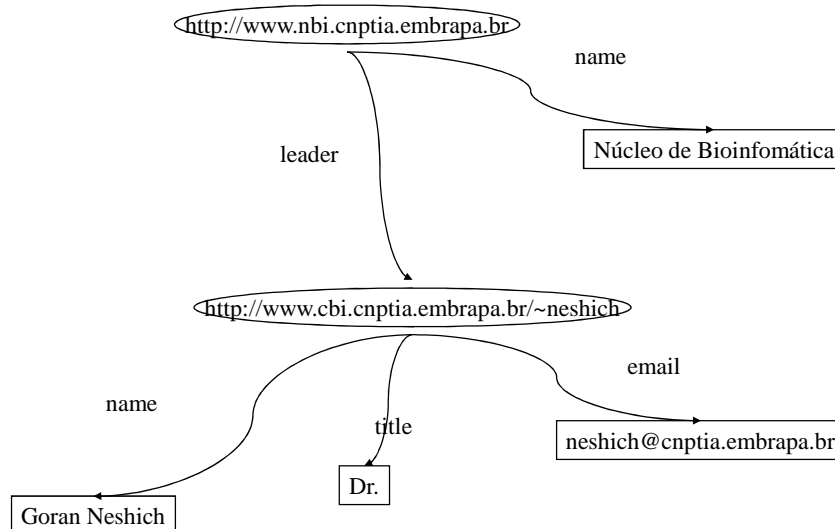 http://www.nbi.cnptia.embrapa.br
name
Núcleo de Bioinfomática
leader
http://www.cbi.cnptia.embrapa.br/~neshich
email
name
title
neshich@cnptia.embrapa.br
Dr.
Goran Neshich